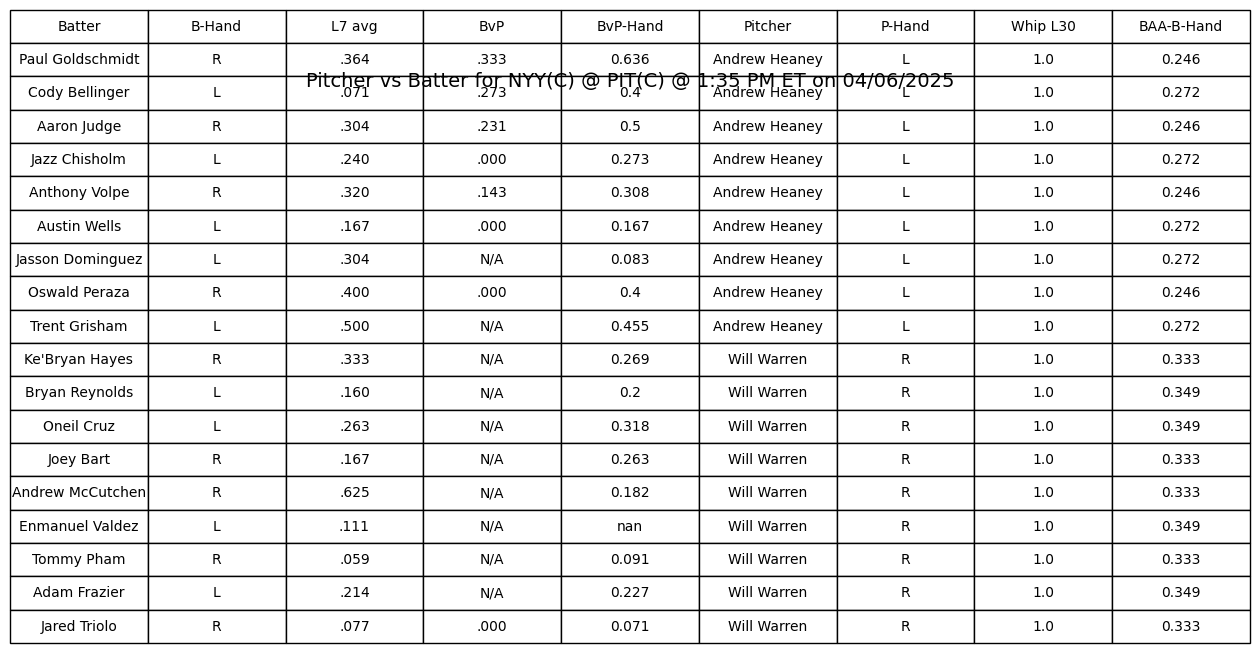 Batter B-Hand L7 avg BvP BvP-Hand Pitcher P-Hand Whip L30 BAA-B-Hand
Paul Goldschmidt R .364 .333 0.636 Andrew Heaney L 1.0 0.246
Pitcher vs Batter for NYY(C) @ PIT(C) @ 1:35 PM ET on 04/06/2025
Cody Bellinger L .071 .273 0.4 Andrew Heaney L 1.0 0.272
Aaron Judge R .304 .231 0.5 Andrew Heaney L 1.0 0.246
Jazz Chisholm L .240 .000 0.273 Andrew Heaney L 1.0 0.272
Anthony Volpe R .320 .143 0.308 Andrew Heaney L 1.0 0.246
Austin Wells L .167 .000 0.167 Andrew Heaney L 1.0 0.272
Jasson Dominguez L .304 N/A 0.083 Andrew Heaney L 1.0 0.272
Oswald Peraza R .400 .000 0.4 Andrew Heaney L 1.0 0.246
Trent Grisham L .500 N/A 0.455 Andrew Heaney L 1.0 0.272
Ke'Bryan Hayes R .333 N/A 0.269 Will Warren R 1.0 0.333
Bryan Reynolds L .160 N/A 0.2 Will Warren R 1.0 0.349
Oneil Cruz L .263 N/A 0.318 Will Warren R 1.0 0.349
Joey Bart R .167 N/A 0.263 Will Warren R 1.0 0.333
Andrew McCutchen R .625 N/A 0.182 Will Warren R 1.0 0.333
Enmanuel Valdez L .111 N/A nan Will Warren R 1.0 0.349
Tommy Pham R .059 N/A 0.091 Will Warren R 1.0 0.333
Adam Frazier L .214 N/A 0.227 Will Warren R 1.0 0.349
Jared Triolo R .077 .000 0.071 Will Warren R 1.0 0.333